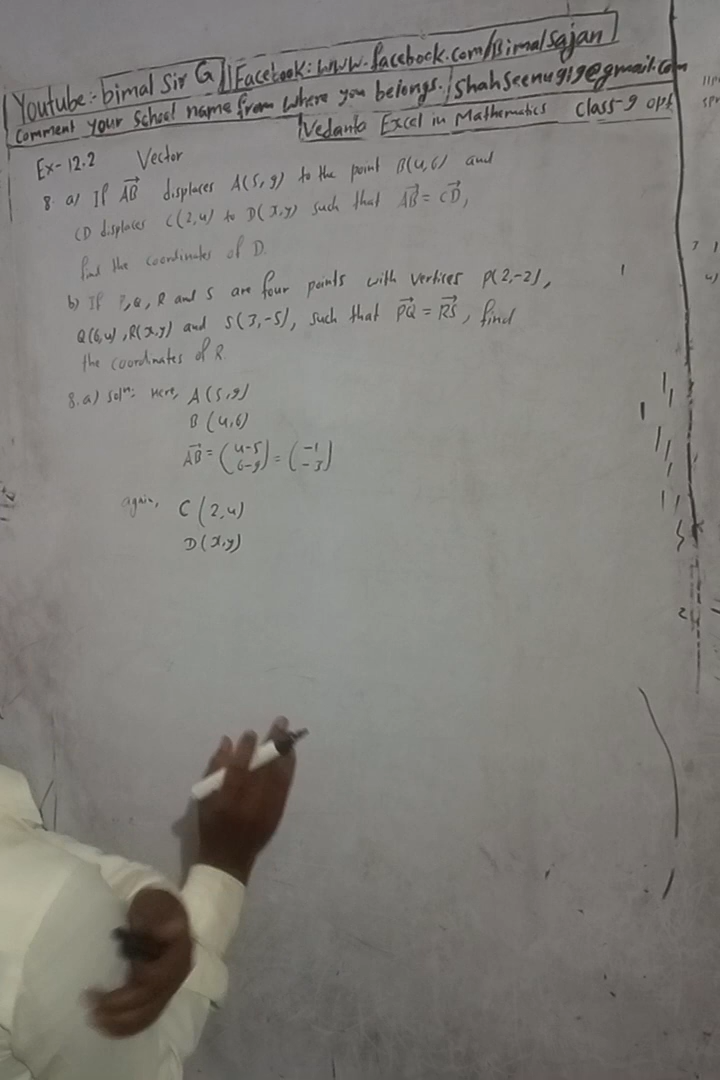 Youtube:- bimal Sir G || Facebook: www.facebook.com/Bimalsajan
Comment your School name from where you belongs. / Shahseenu919@gmail.com
Vedanta Excel in Mathematics Class-9 opt
Ex-12.2 Vector
8. a) If AB⃗ displaces A(5,9) to the point B(4,6) and
CD displaces C(2,4) to D(x,y) such that AB⃗ = CD⃗,
find the coordinates of D.
b) If P,Q,R and S are four points with vertices P(2,-2),
Q(6,4), R(x,y) and S(3,-5), such that PQ⃗ = RS⃗, find
the coordinates of R.
8.a) Soln: Here, A(5,9)
B(4,6)
AB⃗ = (4-5 6-9) = (-1 -3)
again, C(2,4)
D(x,y)